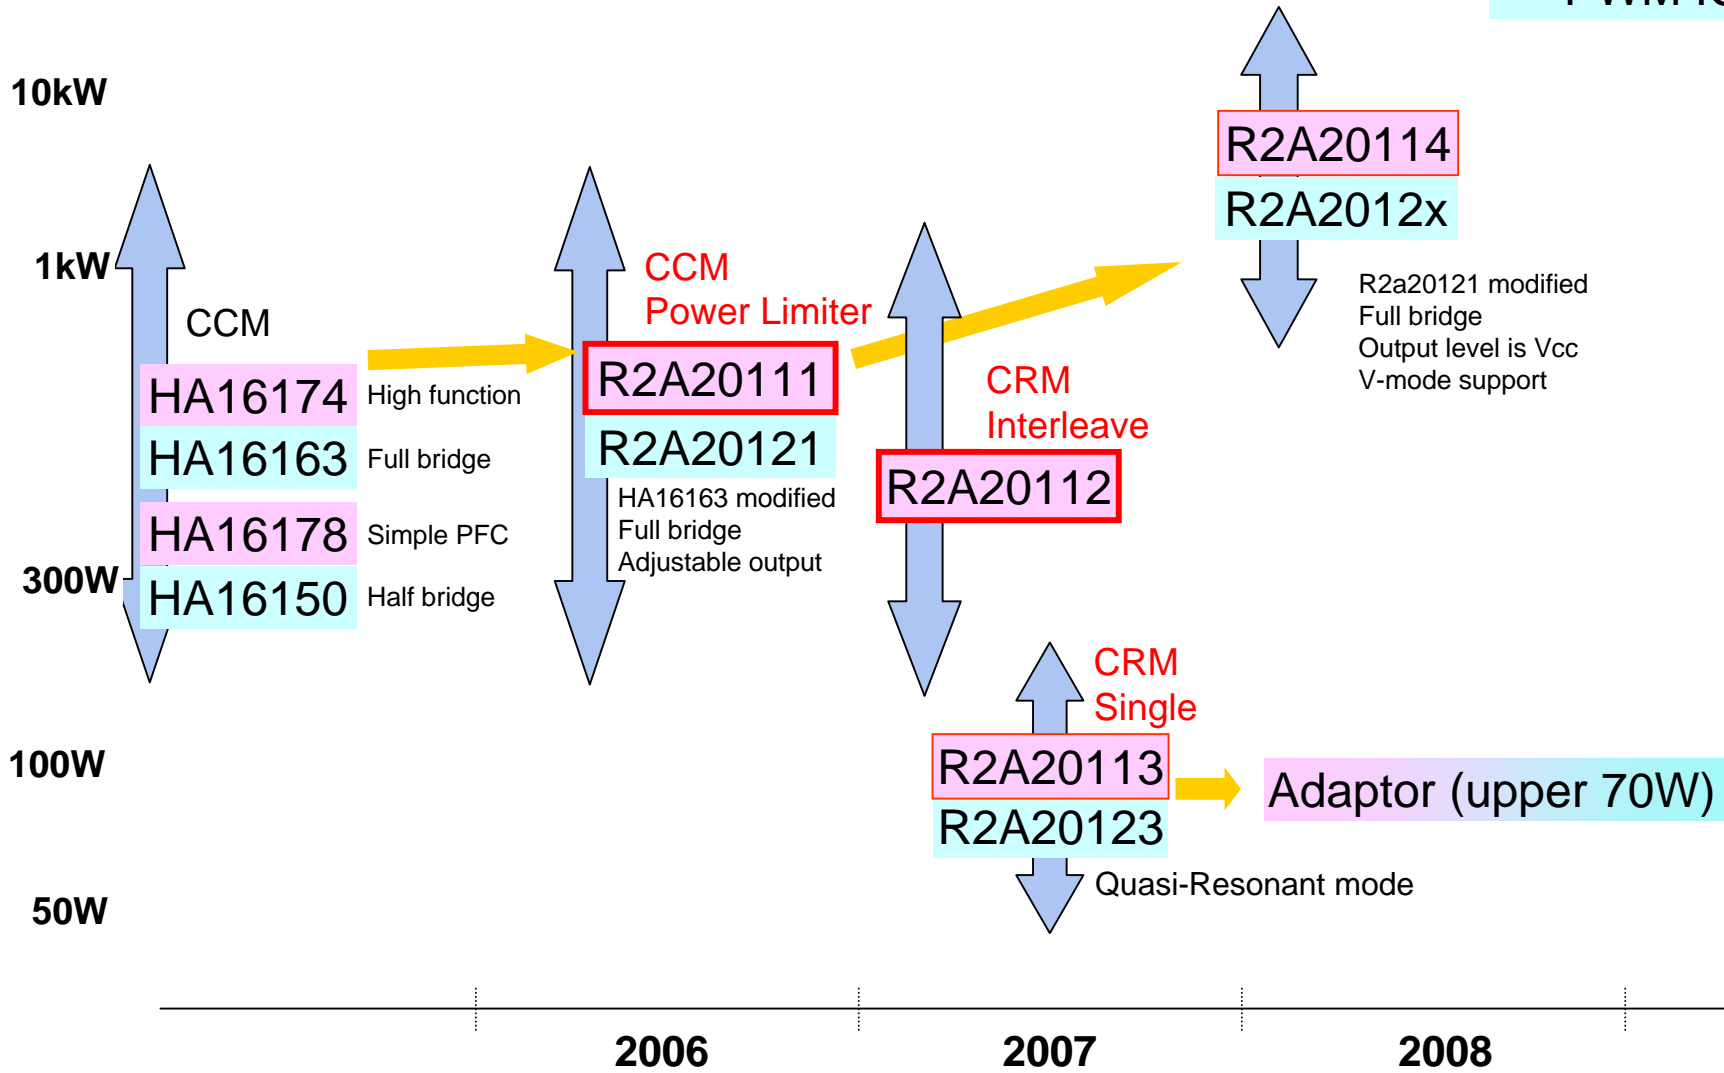 10kW
R2A20114
R2A2012x
1kW
CCM
Power Limiter
R2a20121 modified
Full bridge
Output level is Vcc
V-mode support
CCM
HA16174
High function
HA16163
Full bridge
HA16178
Simple PFC
HA16150
Half bridge
R2A20111
R2A20121
HA16163 modified
Full bridge
Adjustable output
CRM
Interleave
R2A20112
300W
CRM
Single
100W
R2A20113
R2A20123
Adaptor (upper 70W)
Quasi-Resonant mode
50W
2006
2007
2008